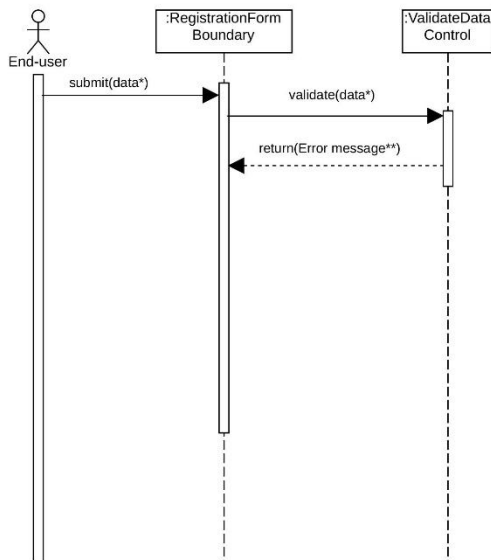 :RegistrationForm
Boundary
:ValidateData
Control
End-user
submit(data*)
validate(data*)
return(Error message**)